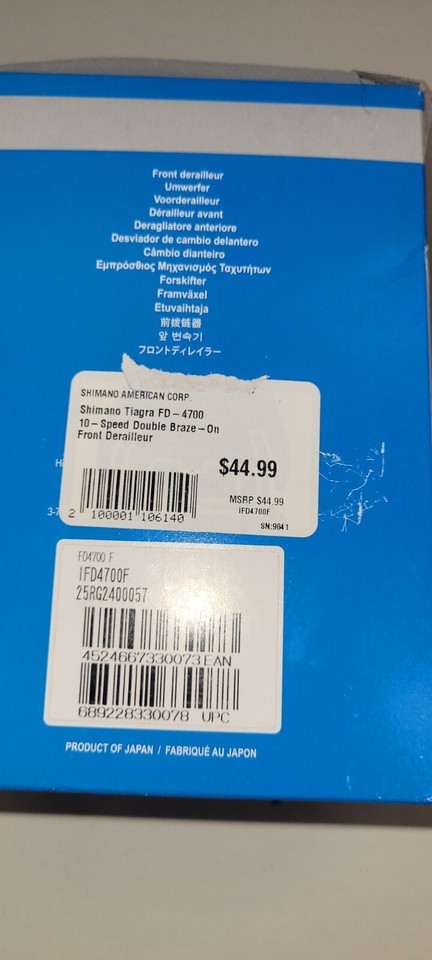 Front derailleur
Umwerfer
Voorderailleur
Dérailleur avant
Deragliatore anteriore
Desviador de cambio delantero
Câmbio dianteiro
Εμπρόσθιος Μηχανισμός Ταχυτήτων
Forskifter
Framväxel
Etuvaihtaja
前拨链器
앞 변속기
フロントディレイラー
SHIMANO AMERICAN CORP.
Shimano Tiagra FD-4700
10-Speed Double Braze-On
Front Derailleur
$44.99
MSRP $44.99
IFD4700F
2 100001 106140
SN:9841
FD4700 F
IFD4700F
25RG2400057
4524667330073 EAN
689228330078 UPC
PRODUCT OF JAPAN / FABRIQUÉ AU JAPON